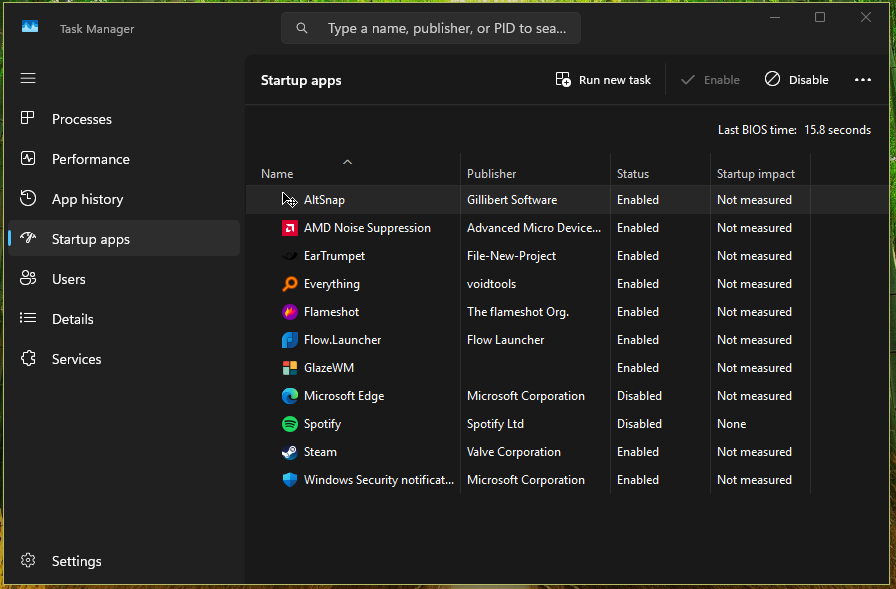 Task Manager
Type a name, publisher, or PID to sea...
Startup apps
Run new task
Enable
Disable
Last BIOS time: 15.8 seconds
Processes
Performance
App history
Startup apps
Users
Details
Services
Settings
Name Publisher Status Startup impact
AltSnap Gillibert Software Enabled Not measured
AMD Noise Suppression Advanced Micro Device... Enabled Not measured
EarTrumpet File-New-Project Enabled Not measured
Everything voidtools Enabled Not measured
Flameshot The flameshot Org. Enabled Not measured
Flow.Launcher Flow Launcher Enabled Not measured
GlazeWM Enabled Not measured
Microsoft Edge Microsoft Corporation Disabled Not measured
Spotify Spotify Ltd Disabled None
Steam Valve Corporation Enabled Not measured
Windows Security notificat... Microsoft Corporation Enabled Not measured